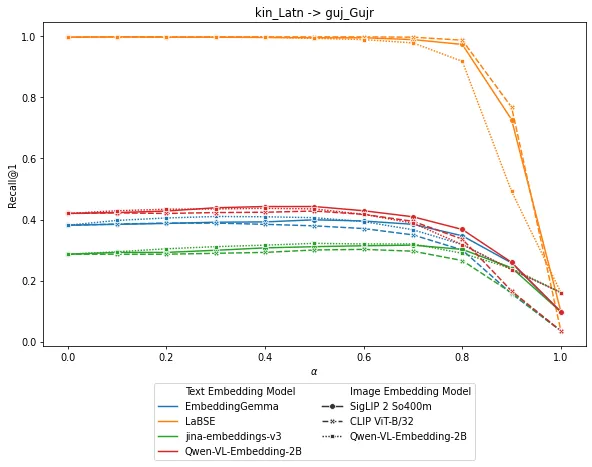 kin_Latn -> guj_Gujr
1.0
0.8
0.6
0.4
0.2
0.0
Recall@1
0.0 0.2 0.4 0.6 0.8 1.0
α
Text Embedding Model Image Embedding Model
EmbeddingGemma SigLIP 2 So400m
LaBSE CLIP ViT-B/32
jina-embeddings-v3 Qwen-VL-Embedding-2B
Qwen-VL-Embedding-2B